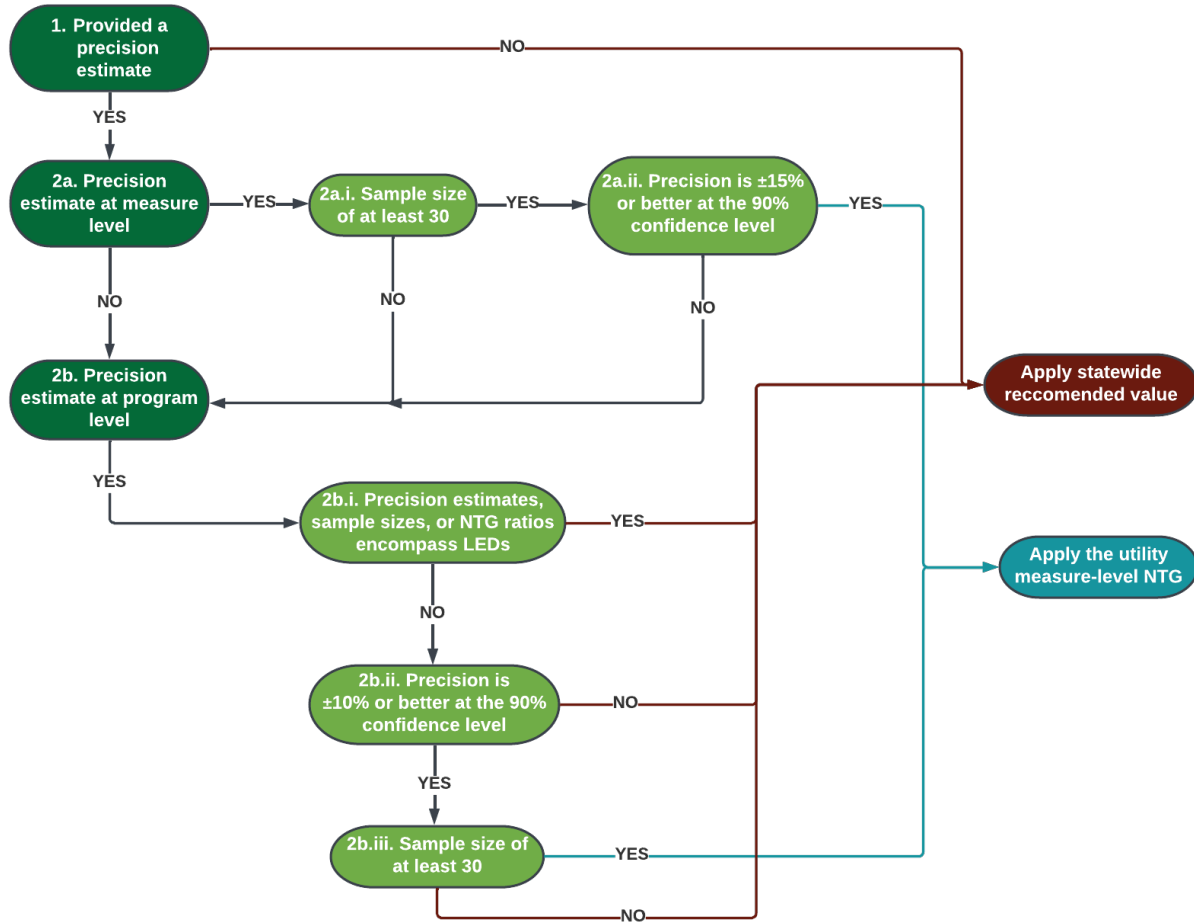 1. Provided a
precision
estimate
NO
YES
2a. Precision
estimate at measure
level
YES
2a.i. Sample size
of at least 30
YES
2a.ii. Precision is ±15%
or better at the 90%
confidence level
YES
NO
NO
NO
2b. Precision
estimate at program
level
Apply statewide
reccomended value
YES
2b.i. Precision estimates,
sample sizes, or NTG ratios
encompass LEDs
YES
Apply the utility
measure-level NTG
NO
2b.ii. Precision is
±10% or better at the 90%
confidence level
NO
YES
2b.iii. Sample size of
at least 30
YES
NO